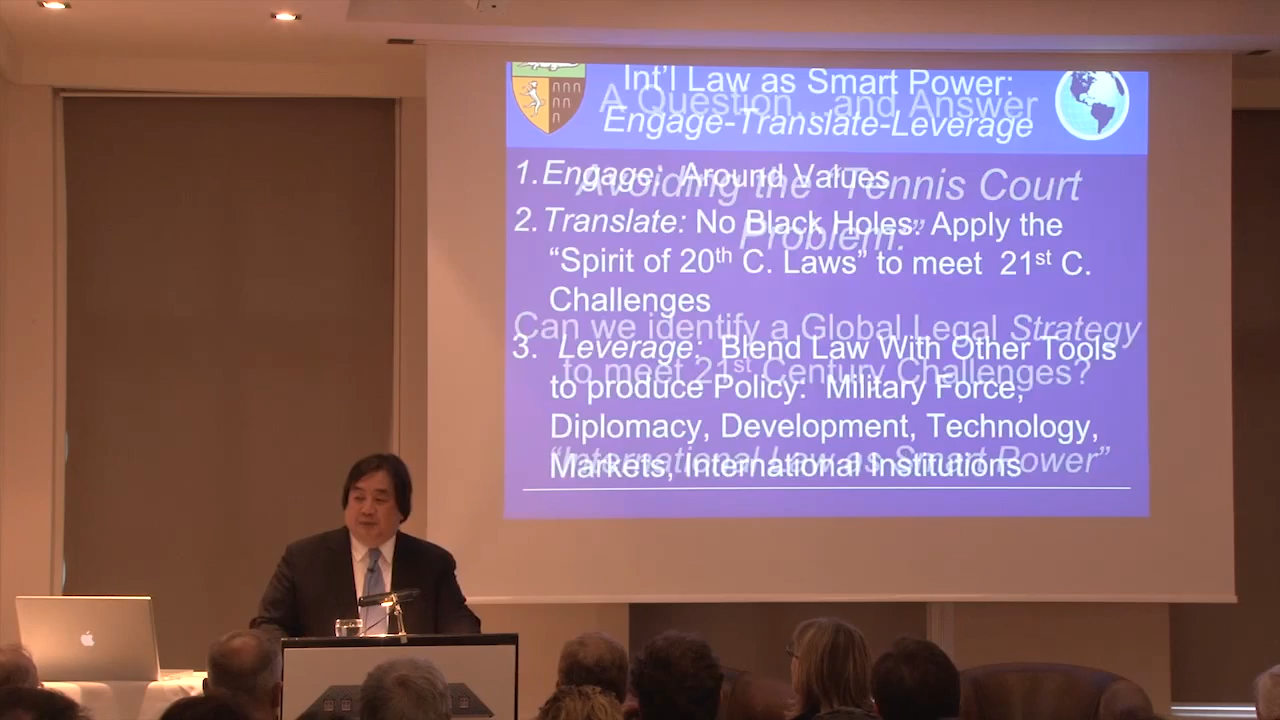 Int'l Law as Smart Power:
A Question... and Answer
Engage-Translate-Leverage
1. Engage: Around Values
Avoiding the "Tennis Court
2. Translate: No Black Holes: Apply the
Problem:"
"Spirit of 20th C. Laws" to meet 21st C.
Challenges
Can we identify a Global Legal Strategy
3. Leverage: Blend Law With Other Tools
to meet 21st Century Challenges?
to produce Policy: Military Force,
Diplomacy, Development, Technology,
"International Law as Smart Power"
Markets, International Institutions